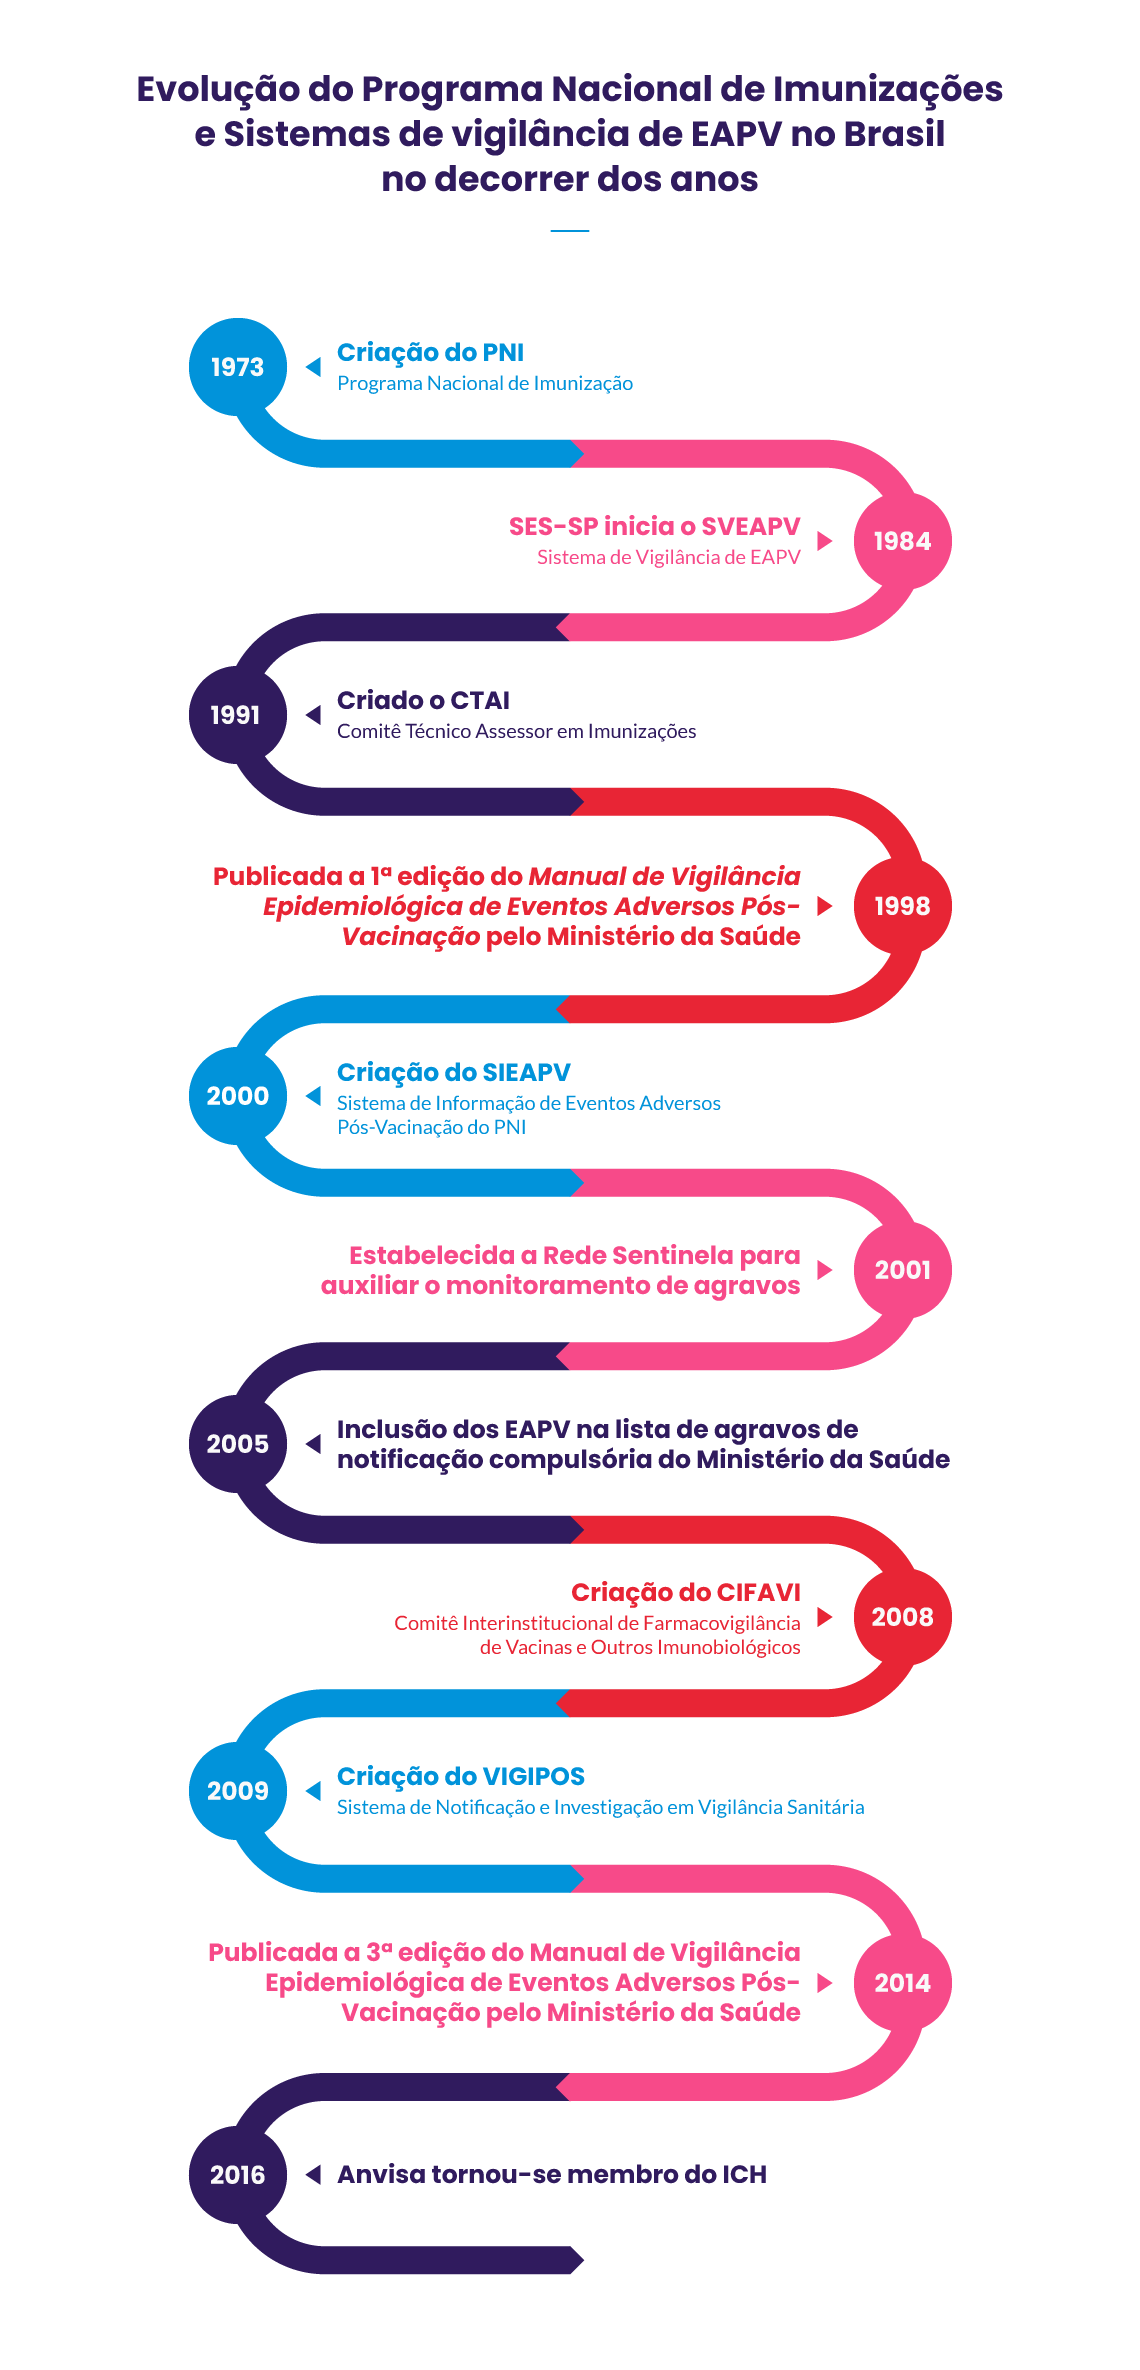 Evolução do Programa Nacional de Imunizações
e Sistemas de vigilância de EAPV no Brasil
no decorrer dos anos
1973
Criação do PNI
Programa Nacional de Imunização
SES-SP inicia o SVEAPV
Sistema de Vigilância de EAPV
1984
1991
Criado o CTAI
Comitê Técnico Assessor em Imunizações
Publicada a 1ª edição do Manual de Vigilância
Epidemiológica de Eventos Adversos Pós-
Vacinação pelo Ministério da Saúde
1998
2000
Criação do SIEAPV
Sistema de Informação de Eventos Adversos
Pós-Vacinação do PNI
Estabelecida a Rede Sentinela para
auxiliar o monitoramento de agravos
2001
2005
Inclusão dos EAPV na lista de agravos de
notificação compulsória do Ministério da Saúde
Criação do CIFAVI
Comitê Interinstitucional de Farmacovigilância
de Vacinas e Outros Imunobiológicos
2008
2009
Criação do VIGIPOS
Sistema de Notificação e Investigação em Vigilância Sanitária
Publicada a 3ª edição do Manual de Vigilância
Epidemiológica de Eventos Adversos Pós-
Vacinação pelo Ministério da Saúde
2014
2016
Anvisa tornou-se membro do ICH